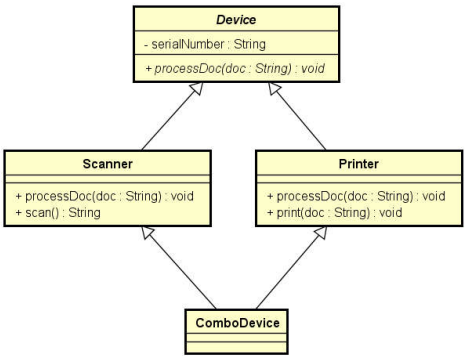 Device
- serialNumber : String
+ processDoc(doc : String) : void
Scanner
+ processDoc(doc : String) : void
+ scan() : String
Printer
+ processDoc(doc : String) : void
+ print(doc : String) : void
ComboDevice